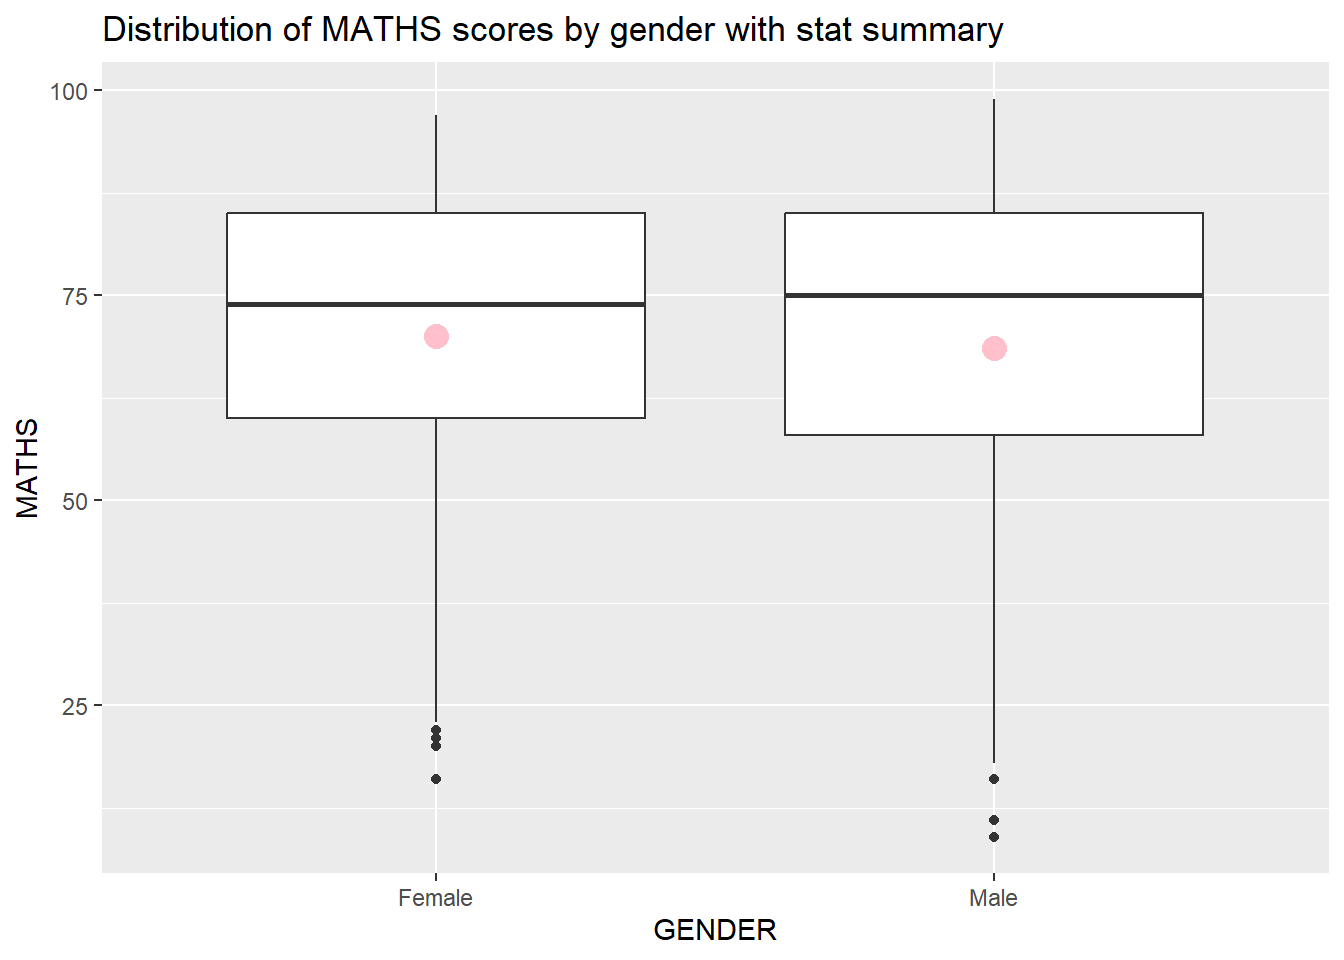 Distribution of MATHS scores by gender with stat summary
100
75
50
25
MATHS
Female
Male
GENDER